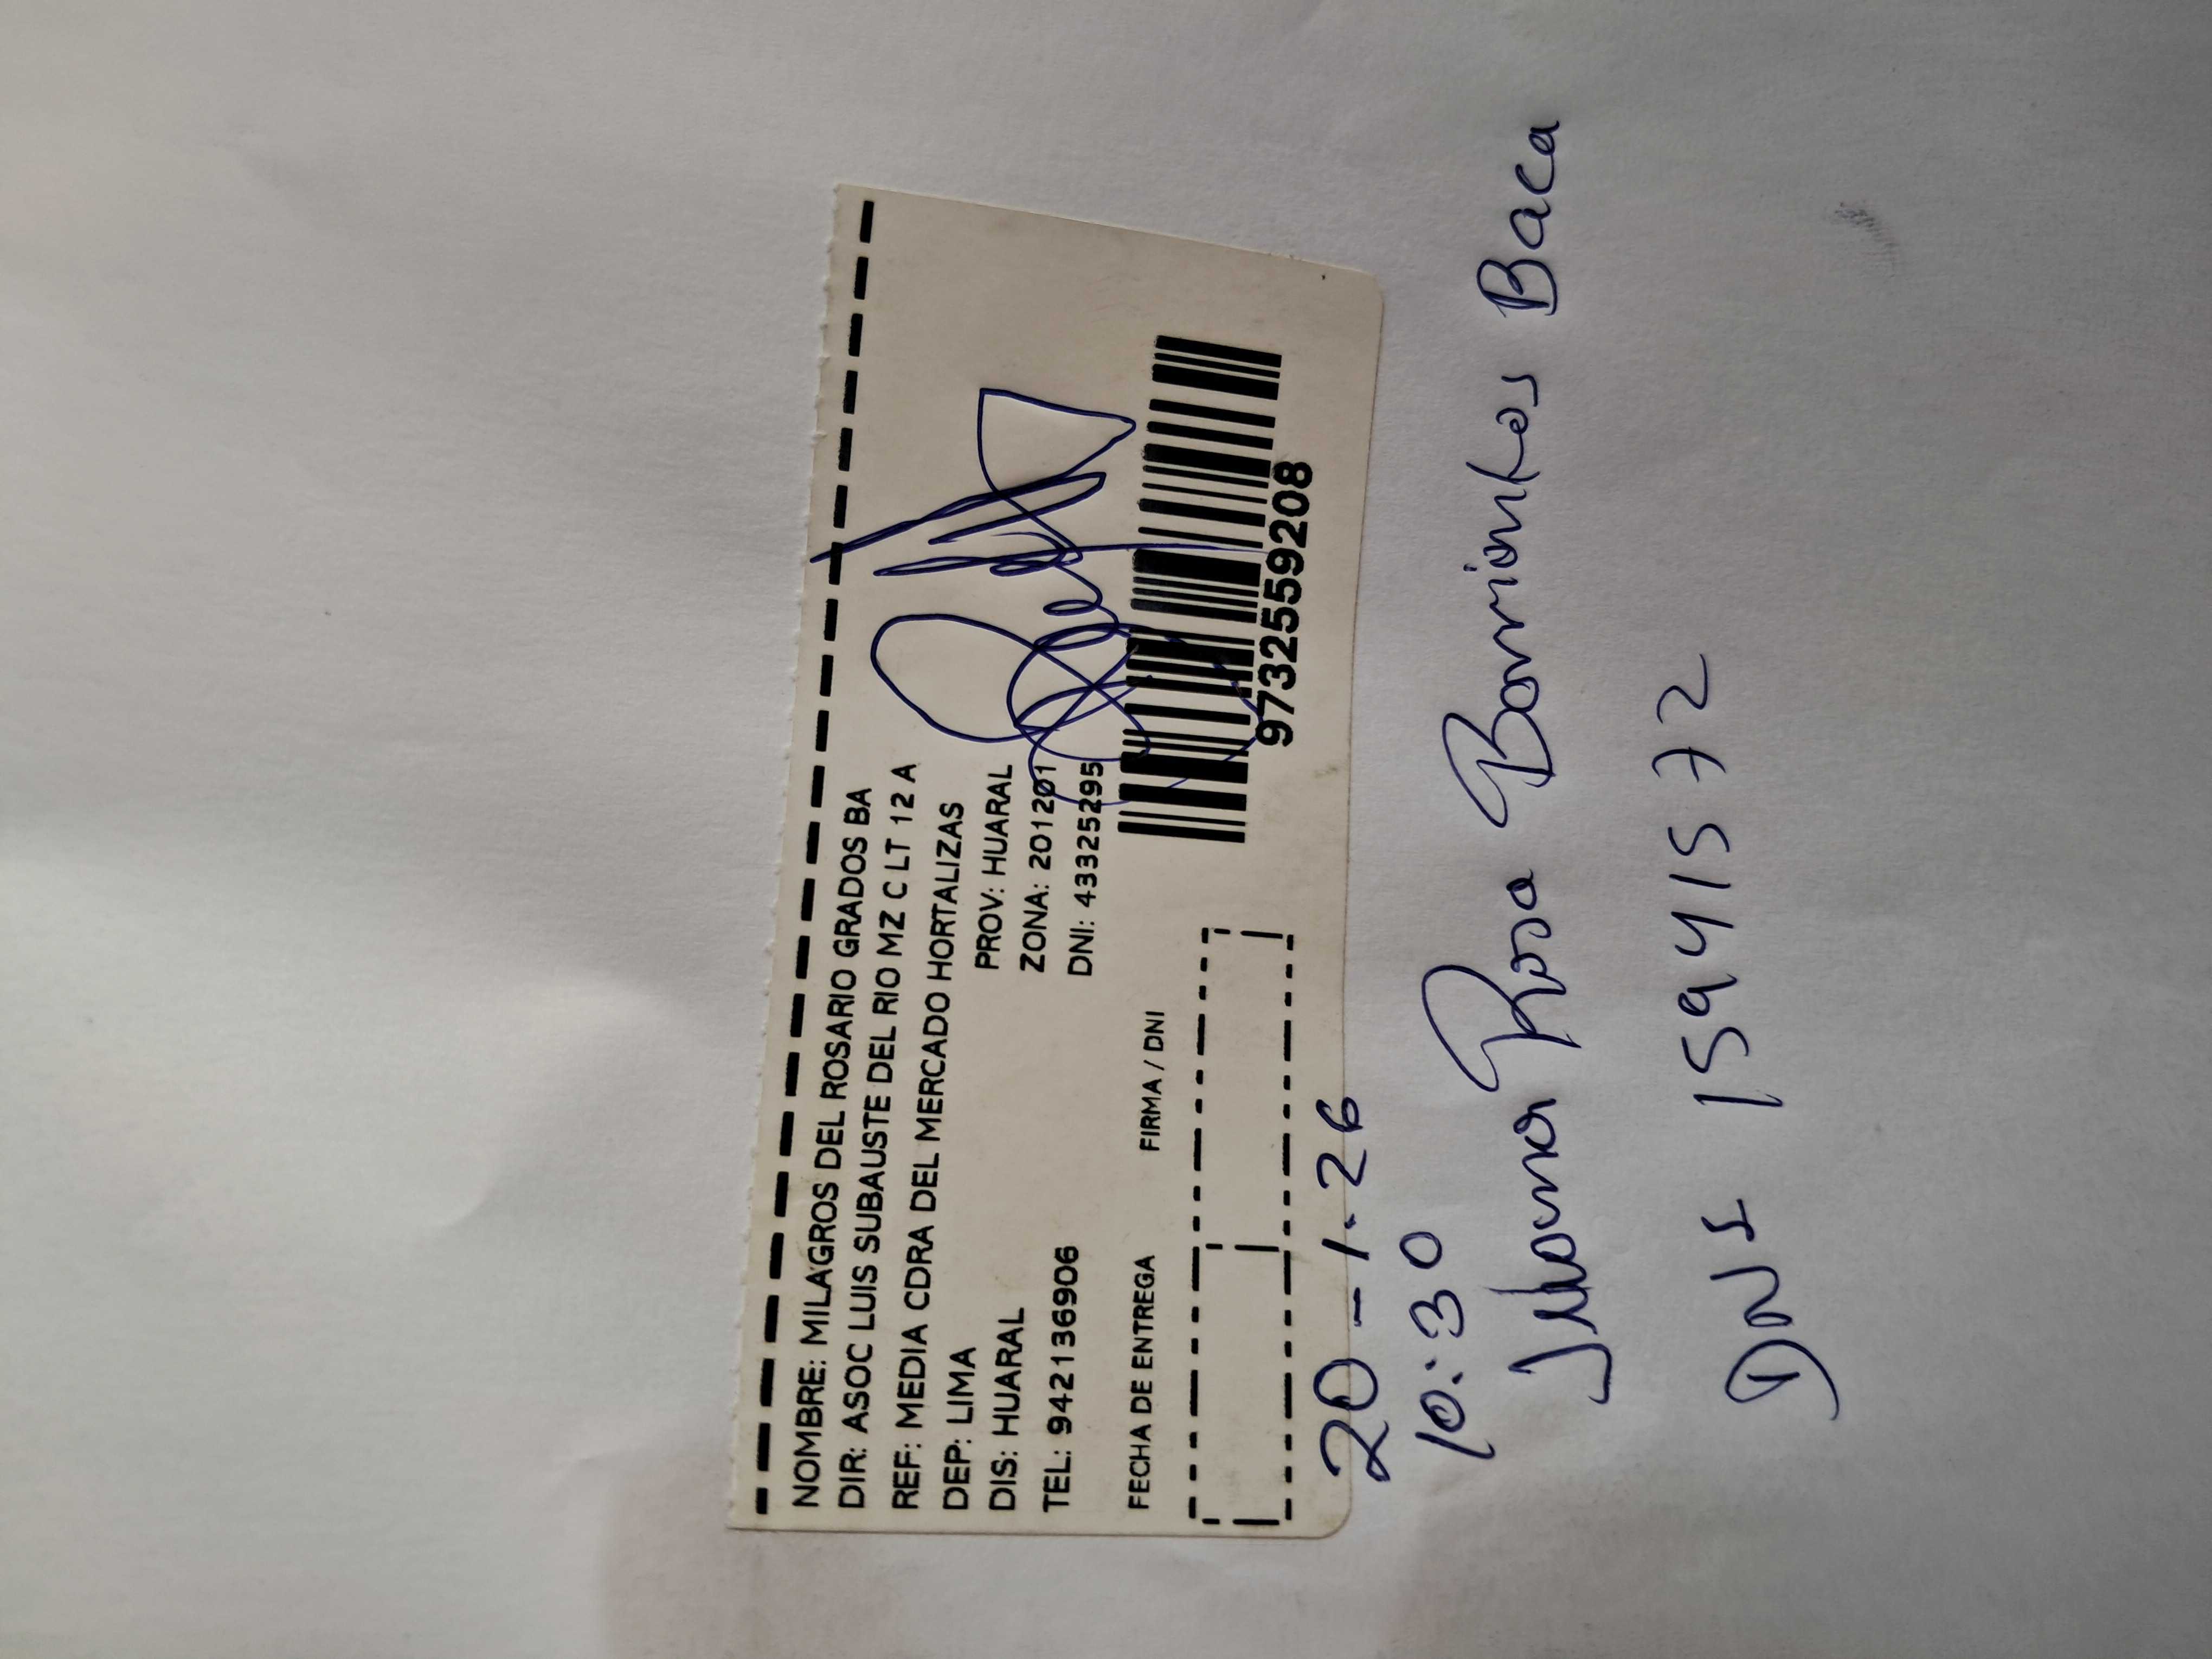 NOMBRE: MILAGROS DEL ROSARIO GRADOS BA
DIR: ASOC LUIS SUBAUSTE DEL RIO MZ C LT 12 A
REF: MEDIA CDRA DEL MERCADO HORTALIZAS
DEP: LIMA PROV: HUARAL
DIS: HUARAL ZONA: 201201
TEL: 942136906 DNI: 43325295
FECHA DE ENTREGA FIRMA / DNI
9732559208
20-1-26
10:30
Juana Rosa Barrientos Baca
DNI 15941572